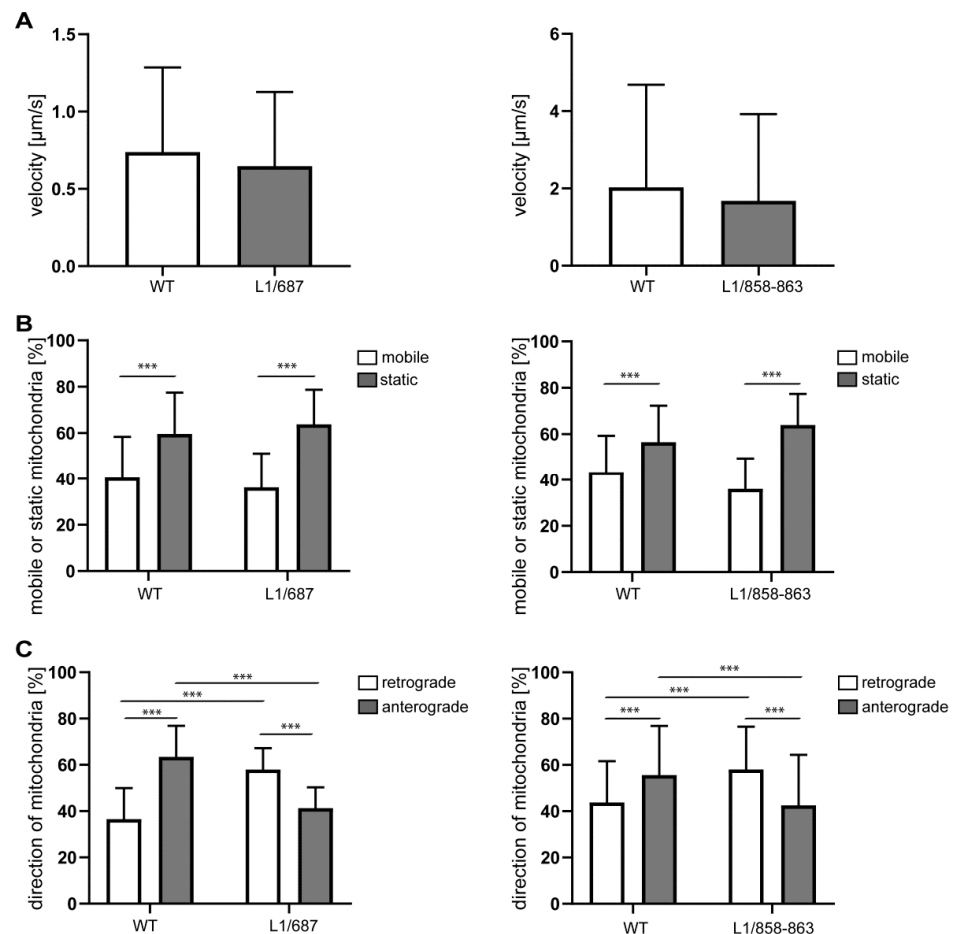 A
velocity [µm/s]
1.5
1.0
0.5
0.0
WT
L1/687
velocity [µm/s]
6
4
2
0
WT
L1/858-863
B
mobile or static mitochondria [%]
100
80
60
40
20
0
***
***
mobile
static
WT
L1/687
mobile or static mitochondria [%]
100
80
60
40
20
0
***
***
mobile
static
WT
L1/858-863
C
direction of mitochondria [%]
100
80
60
40
20
0
***
***
***
***
retrograde
anterograde
WT
L1/687
direction of mitochondria [%]
100
80
60
40
20
0
***
***
***
***
retrograde
anterograde
WT
L1/858-863